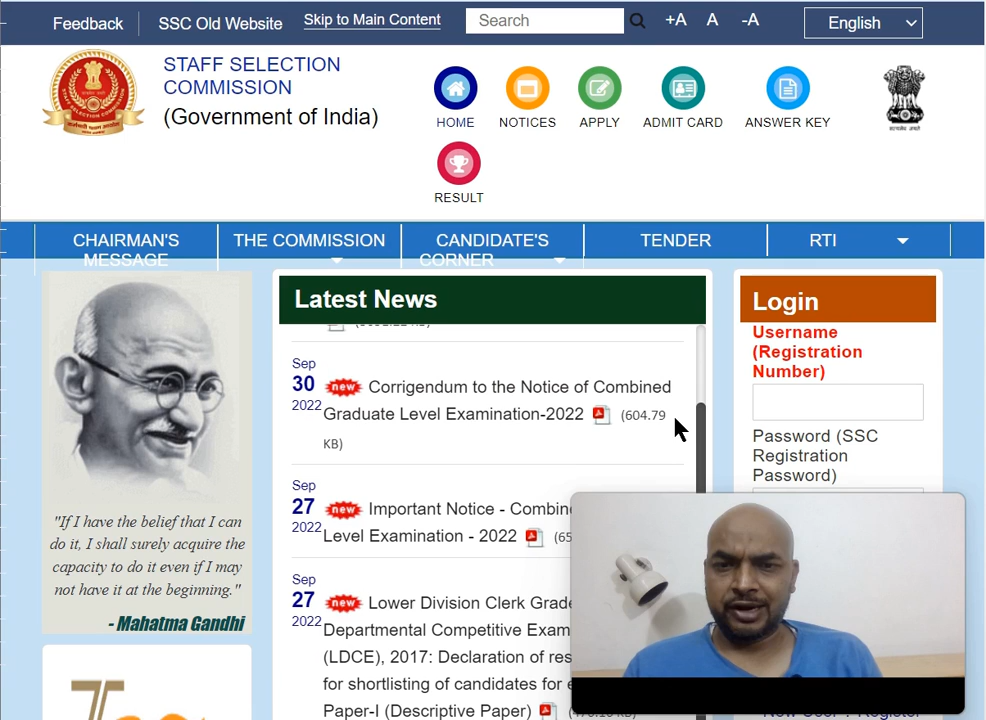 Feedback
SSC Old Website
Skip to Main Content
Search
+A
A
-A
English
STAFF SELECTION
COMMISSION
(Government of India)
HOME
NOTICES
APPLY
ADMIT CARD
ANSWER KEY
RESULT
CHAIRMAN'S
MESSAGE
THE COMMISSION
CANDIDATE'S
CORNER
TENDER
RTI
"If I have the belief that I can
do it, I shall surely acquire the
capacity to do it even if I may
not have it at the beginning."
- Mahatma Gandhi
Latest News
Sep
30
2022
new Corrigendum to the Notice of Combined
Graduate Level Examination-2022 (604.79
KB)
Sep
27
2022
new Important Notice - Combine
Level Examination - 2022 (65
Sep
27
2022
new Lower Division Clerk Grade
Departmental Competitive Exam
(LDCE), 2017: Declaration of res
for shortlisting of candidates for e
Paper-I (Descriptive Paper)
Login
Username
(Registration
Number)
Password (SSC
Registration
Password)